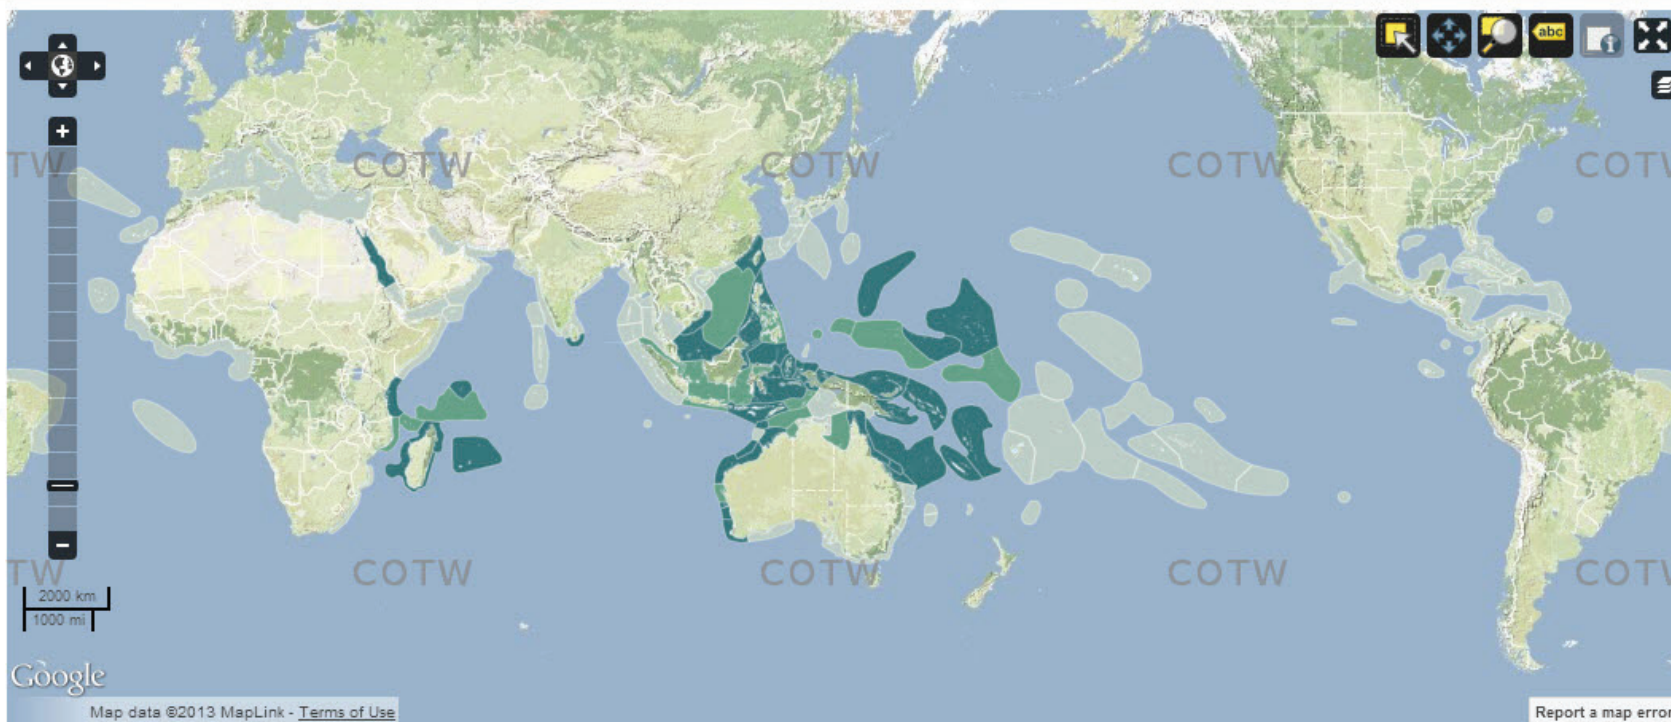 abc
TW COTW COTW COTW COTW
+
-
TW COTW COTW COTW COTW
2000 km
1000 mi
Google
Map data ©2013 MapLink - Terms of Use
Report a map error